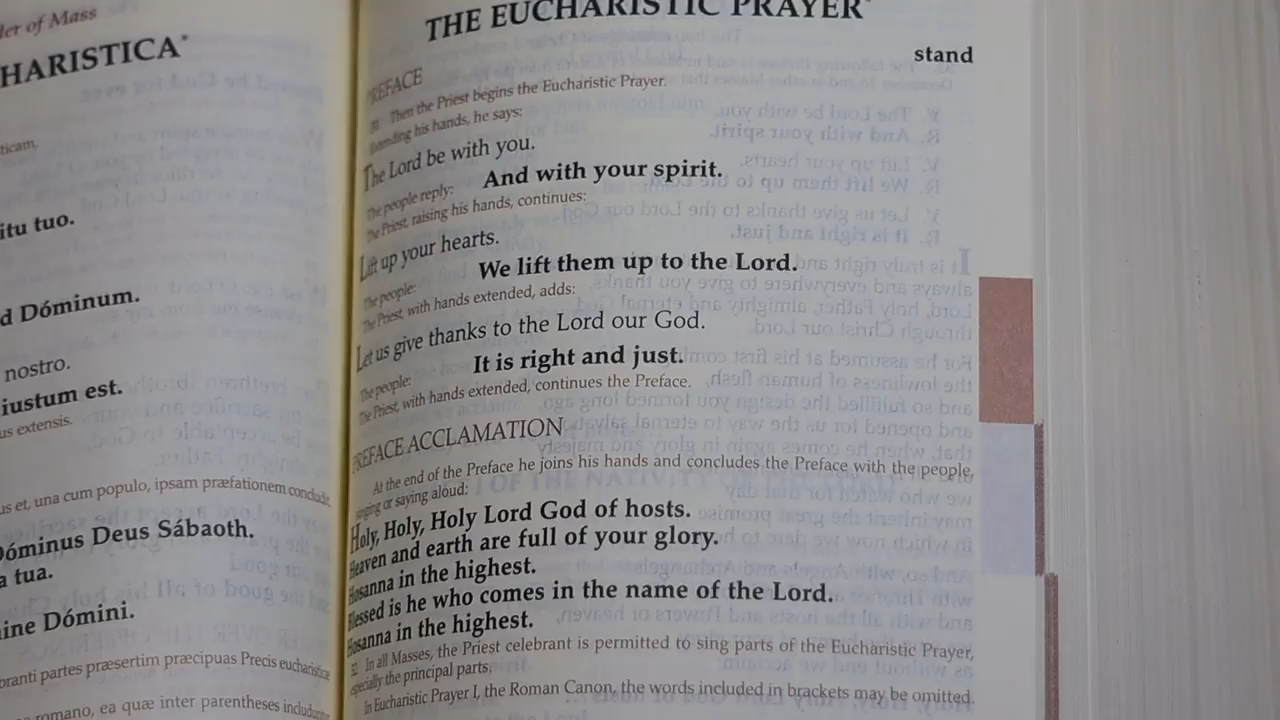 der of Mass
HARISTICA*
ticam.
itu tuo.
d Dóminum.
nostro.
iustum est.
us extensis.
us et, una cum populo, ipsam præfationem concludit,
Dóminus Deus Sábaoth.
a tua.
ine Dómini.
oranti partes præsertim præcipuas Precis eucharisticæ
romano, ea quæ inter parentheses includuntur
THE EUCHARISTIC PRAYER*
stand
PREFACE
Then the Priest begins the Eucharistic Prayer.
Extending his hands, he says:
The Lord be with you.
The people reply: And with your spirit.
The Priest, raising his hands, continues:
Lift up your hearts.
The people: We lift them up to the Lord.
The Priest, with hands extended, adds:
Let us give thanks to the Lord our God.
The people: It is right and just.
The Priest, with hands extended, continues the Preface.
PREFACE ACCLAMATION
At the end of the Preface he joins his hands and concludes the Preface with the people,
singing or saying aloud:
Holy, Holy, Holy Lord God of hosts.
Heaven and earth are full of your glory.
Hosanna in the highest.
Blessed is he who comes in the name of the Lord.
Hosanna in the highest.
In all Masses, the Priest celebrant is permitted to sing parts of the Eucharistic Prayer,
especially the principal parts.
In Eucharistic Prayer I, the Roman Canon, the words included in brackets may be omitted.